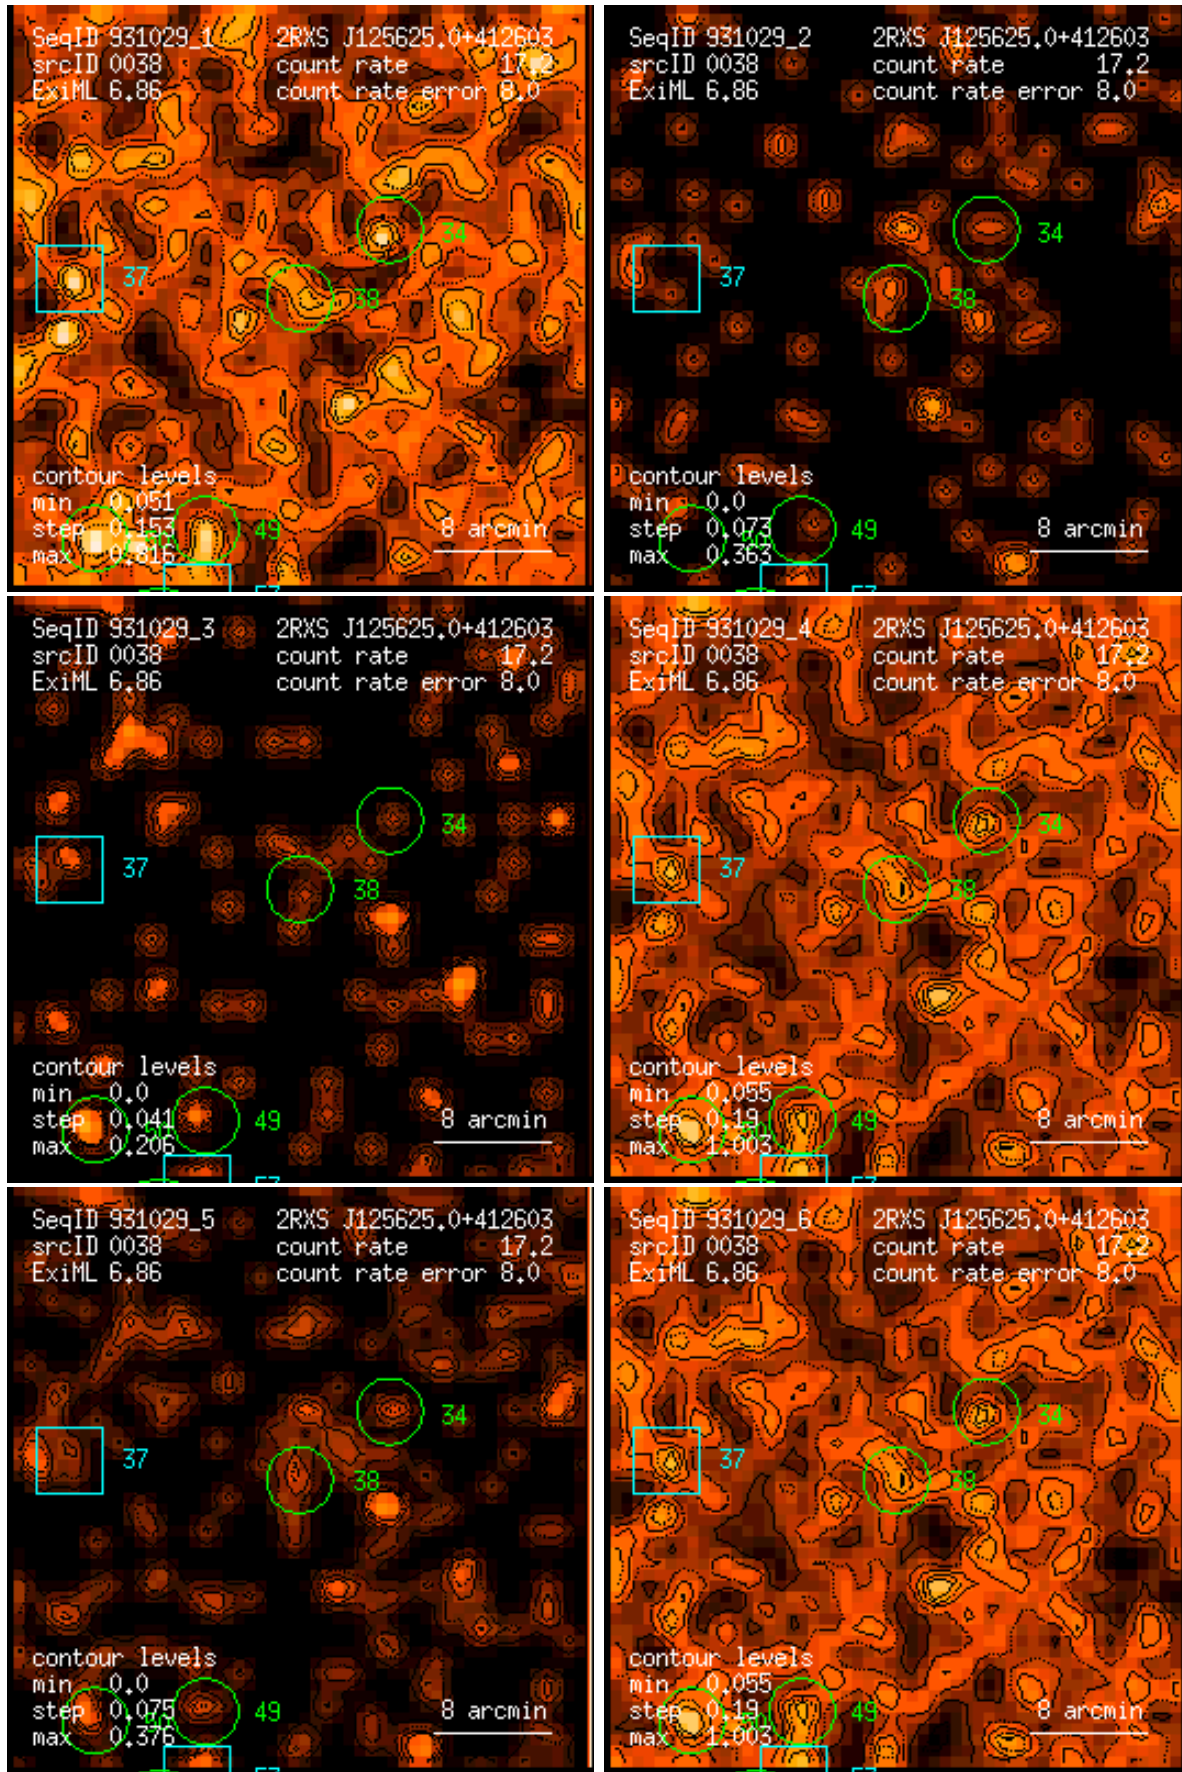 SeqID 931029_1 2RXS J125625.0+412603
srcID 0038 count rate 17.2
ExiML 6.86 count rate error 8.0
34
37
38
contour levels
min 0.051
step 0.153 49 8 arcmin
max 0.816
SeqID 931029_2 2RXS J125625.0+412603
srcID 0038 count rate 17.2
ExiML 6.86 count rate error 8.0
34
37
38
contour levels
min 0.0
step 0.073 50 49 8 arcmin
max 0.363
SeqID 931029_3 2RXS J125625.0+412603
srcID 0038 count rate 17.2
ExiML 6.86 count rate error 8.0
34
37
38
contour levels
min 0.0
step 0.041 50 49 8 arcmin
max 0.206
SeqID 931029_4 2RXS J125625.0+412603
srcID 0038 count rate 17.2
ExiML 6.86 count rate error 8.0
34
37
38
contour levels
min 0.055
step 0.19 50 49 8 arcmin
max 1.003
SeqID 931029_5 2RXS J125625.0+412603
srcID 0038 count rate 17.2
ExiML 6.86 count rate error 8.0
34
37
38
contour levels
min 0.0
step 0.075 50 49 8 arcmin
max 0.376
SeqID 931029_6 2RXS J125625.0+412603
srcID 0038 count rate 17.2
ExiML 6.86 count rate error 8.0
34
37
38
contour levels
min 0.055
step 0.19 50 49 8 arcmin
max 1.003